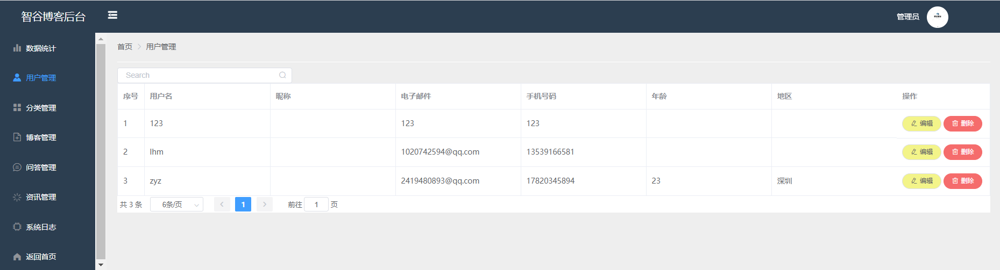 智谷博客后台
管理员
数据统计
用户管理
分类管理
博客管理
问答管理
资讯管理
系统日志
返回首页
首页 用户管理
Search
序号 用户名 昵称 电子邮件 手机号码 年龄 地区 操作
1 123 123 123 编辑 删除
2 lhm 1020742594@qq.com 13539166581 编辑 删除
3 zyz 2419480893@qq.com 17820345894 23 深圳 编辑 删除
共 3 条 6条/页 1 前往 1 页